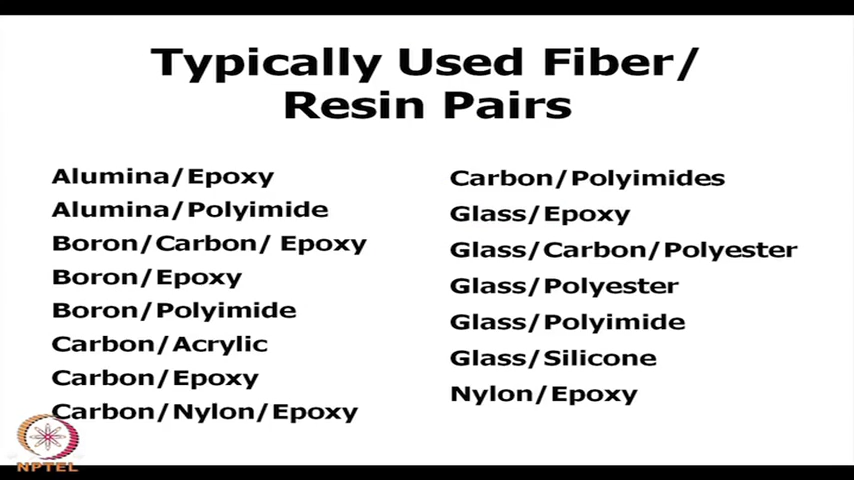 Typically Used Fiber/
Resin Pairs
Alumina/Epoxy
Alumina/Polyimide
Boron/Carbon/ Epoxy
Boron/Epoxy
Boron/Polyimide
Carbon/Acrylic
Carbon/Epoxy
Carbon/Nylon/Epoxy
Carbon/Polyimides
Glass/Epoxy
Glass/Carbon/Polyester
Glass/Polyester
Glass/Polyimide
Glass/Silicone
Nylon/Epoxy
NPTEL